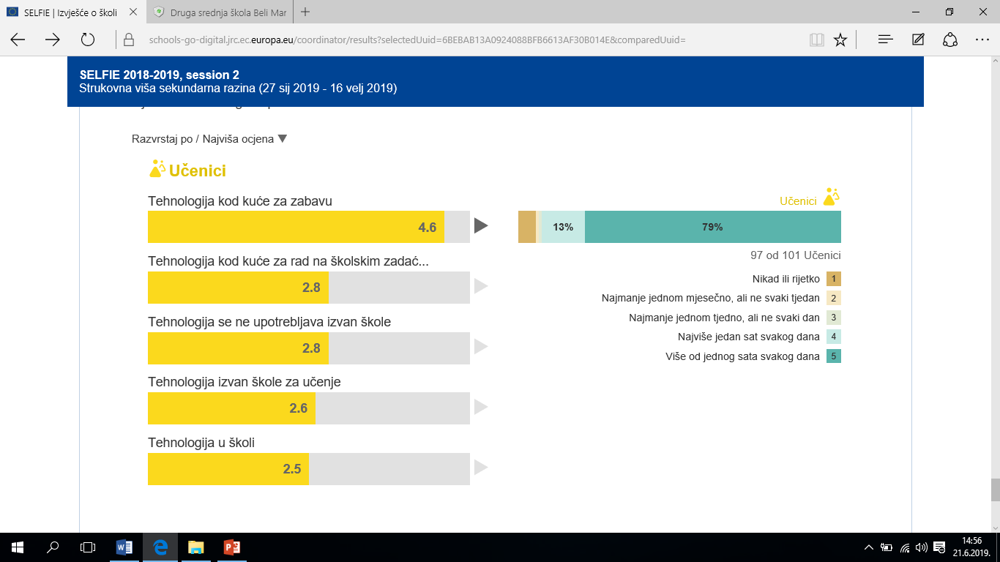 SELFIE | Izvješće o školi
Druga srednja škola Beli Mar
schools-go-digital.jrc.ec.europa.eu/coordinator/results?selectedUuid=6BEBAB13A0924088BFB6613AF30B014E&comparedUuid=
SELFIE 2018-2019, session 2
Strukovna viša sekundarna razina (27 sij 2019 - 16 velj 2019)
Razvrstaj po / Najviša ocjena
Učenici
Tehnologija kod kuće za zabavu
4.6
Tehnologija kod kuće za rad na školskim zadać...
2.8
Tehnologija se ne upotrebljava izvan škole
2.8
Tehnologija izvan škole za učenje
2.6
Tehnologija u školi
2.5
Učenici
13% 79%
97 od 101 Učenici
Nikad ili rijetko 1
Najmanje jednom mjesečno, ali ne svaki tjedan 2
Najmanje jednom tjedno, ali ne svaki dan 3
Najviše jedan sat svakog dana 4
Više od jednog sata svakog dana 5
14:56
21.6.2019.